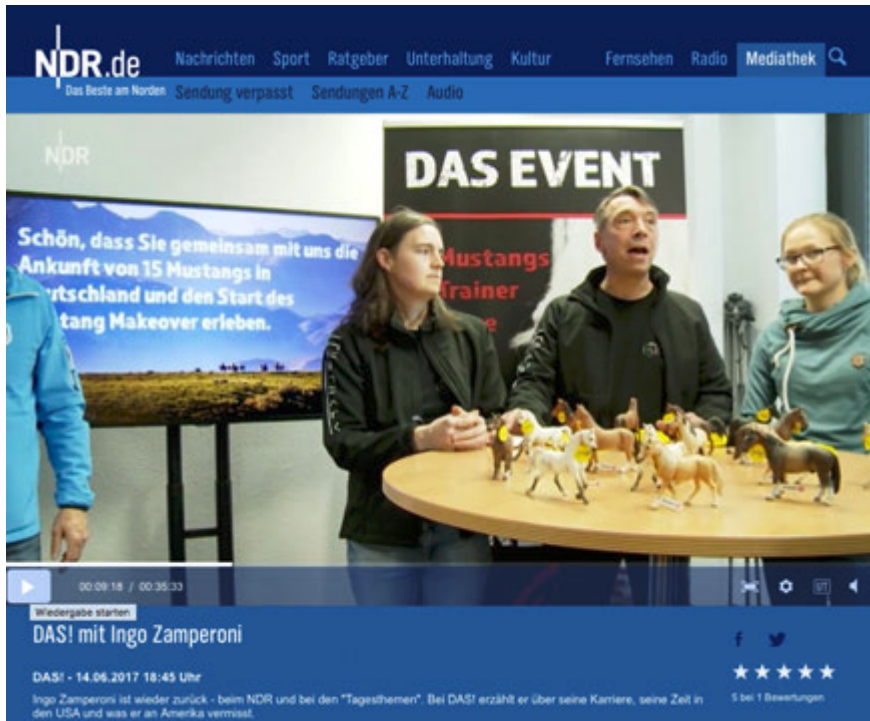 NDR.de
Das Beste am Norden
Nachrichten Sport Ratgeber Unterhaltung Kultur Fernsehen Radio Mediathek
Sendung verpasst Sendungen A-Z Audio
NDR
DAS EVENT
Mustangs
Trainer
Schön, dass Sie gemeinsam mit uns die
Ankunft von 15 Mustangs in
utschland und den Start des
tang Makeover erleben.
00:09:18 / 00:35:33
UT
Wiedergabe starten
DAS! mit Ingo Zamperoni
DAS! - 14.06.2017 18:45 Uhr
5 bei 1 Bewertungen
Ingo Zamperoni ist wieder zurück - beim NDR und bei den "Tagesthemen". Bei DAS! erzählt er über seine Karriere, seine Zeit in
den USA und was er an Amerika vermisst.